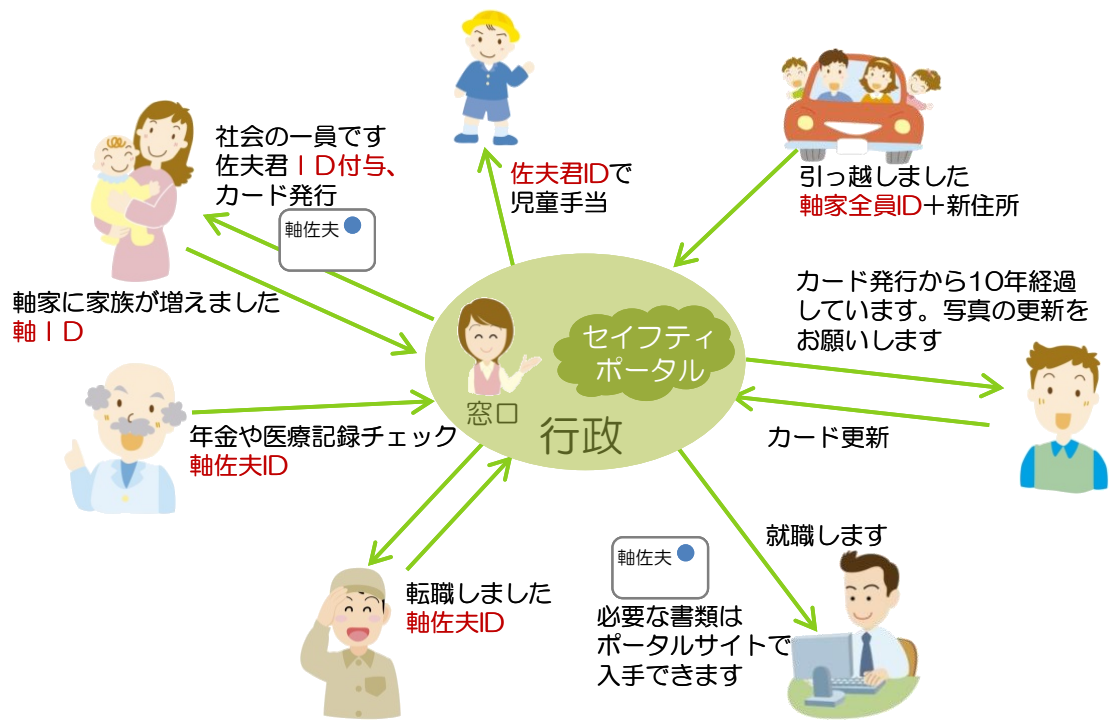 社会の一員です
佐夫君ＩＤ付与、
カード発行
軸佐夫
軸家に家族が増えました
軸ＩＤ
佐夫君IDで
児童手当
引っ越しました
軸家全員ID＋新住所
カード発行から10年経過
しています。写真の更新を
お願いします
セイフティ
ポータル
窓口
行政
年金や医療記録チェック
軸佐夫ID
カード更新
転職しました
軸佐夫ID
就職します
軸佐夫
必要な書類は
ポータルサイトで
入手できます